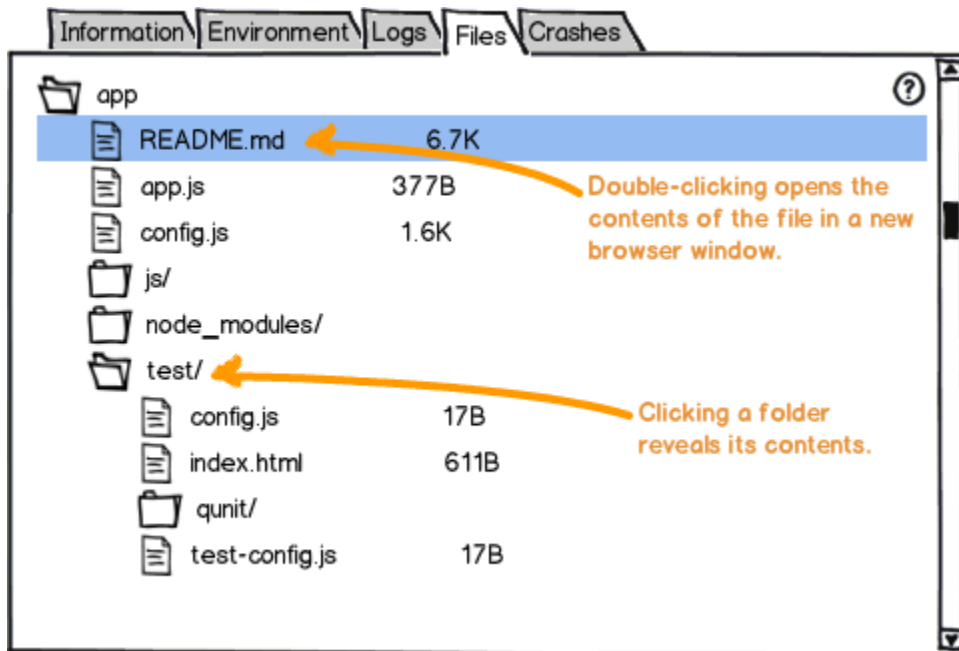 Information Environment Logs Files Crashes
app
README.md 6.7K
app.js 377B
config.js 1.6K
js/
node_modules/
test/
config.js 17B
index.html 611B
qunit/
test-config.js 17B
?
Double-clicking opens the
contents of the file in a new
browser window.
Clicking a folder
reveals its contents.